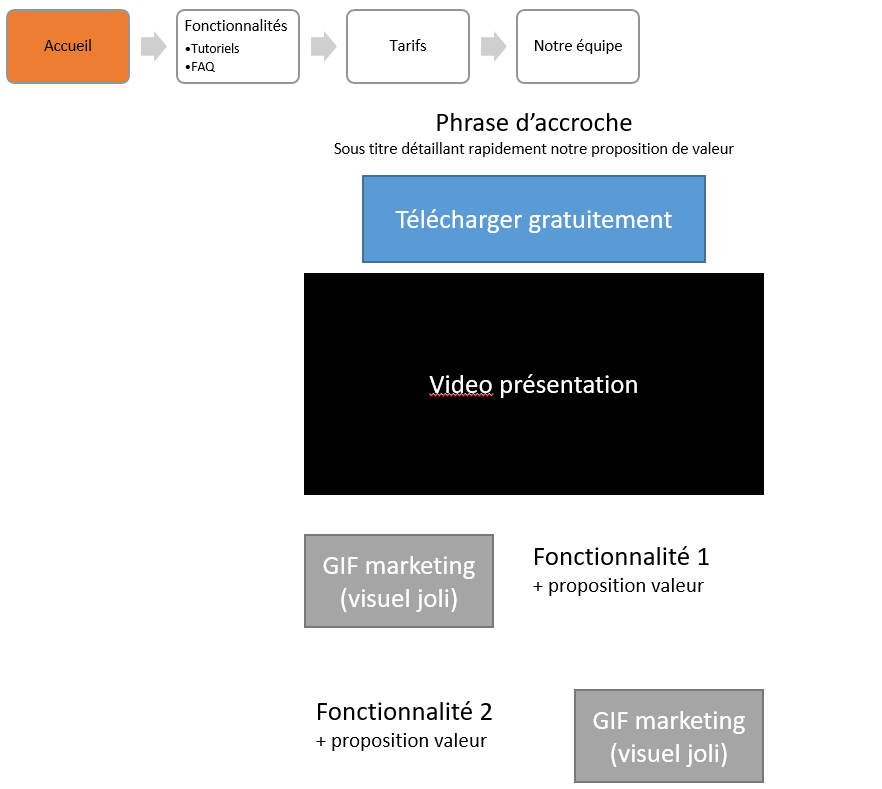 Accueil
Fonctionnalités
•Tutoriels
•FAQ
Tarifs
Notre équipe
Phrase d’accroche
Sous titre détaillant rapidement notre proposition de valeur
Télécharger gratuitement
Video présentation
GIF marketing
(visuel joli)
Fonctionnalité 1
+ proposition valeur
Fonctionnalité 2
+ proposition valeur
GIF marketing
(visuel joli)